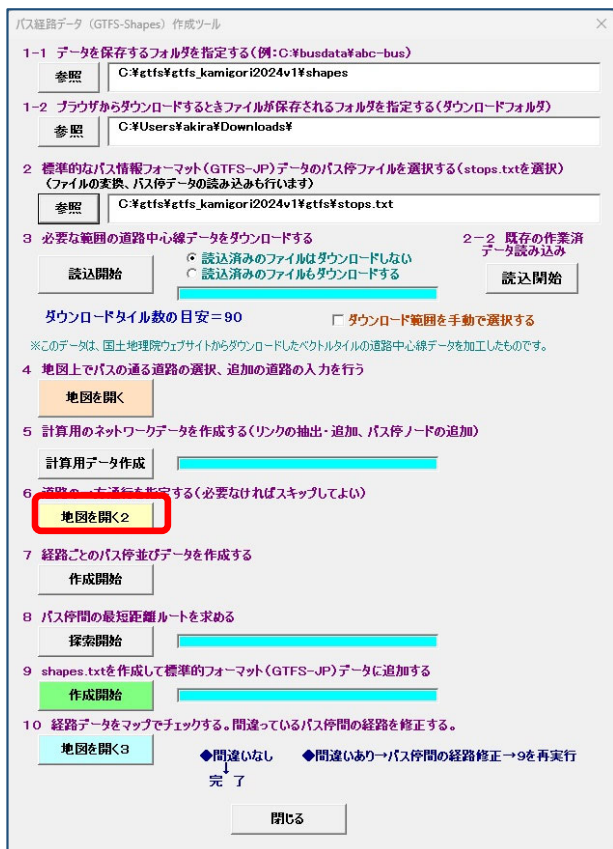 バス経路データ（GTFS-Shapes）作成ツール
1-1 データを保存するフォルダを指定する(例:C:¥busdata¥abc-bus)
参照 C:¥gtfs¥gtfs_kamigori2024v1¥shapes
1-2 ブラウザからダウンロードするときファイルが保存されるフォルダを指定する(ダウンロードフォルダ)
参照 C:¥Users¥akira¥Downloads¥
2 標準的なバス情報フォーマット(GTFS-JP)データのバス停ファイルを選択する(stops.txtを選択)
(ファイルの変換、バス停データの読み込みも行います)
参照 C:¥gtfs¥gtfs_kamigori2024v1¥gtfs¥stops.txt
3 必要な範囲の道路中心線データをダウンロードする
2－2 既存の作業済データ読み込み
読込開始
読込済みのファイルはダウンロードしない
読込済みのファイルもダウンロードする
読込開始
ダウンロードタイル数の目安=90
ダウンロード範囲を手動で選択する
※このデータは、国土地理院ウェブサイトからダウンロードしたベクトルタイルの道路中心線データを加工したものです。
4 地図上でバスの通る道路の選択、追加の道路の入力を行う
地図を開く
5 計算用のネットワークデータを作成する(リンクの抽出・追加、バス停ノードの追加)
計算用データ作成
6 道路の一方通行を指定する(必要なければスキップしてよい)
地図を開く2
7 経路ごとのバス停並びデータを作成する
作成開始
8 バス停間の最短距離ルートを求める
探索開始
9 shapes.txtを作成して標準的フォーマット(GTFS-JP)データに追加する
作成開始
10 経路データをマップでチェックする。間違っているバス停間の経路を修正する。
地図を開く3
◆間違いなし ◆間違いあり→バス停間の経路修正→9を再実行
↓
完 了
閉じる